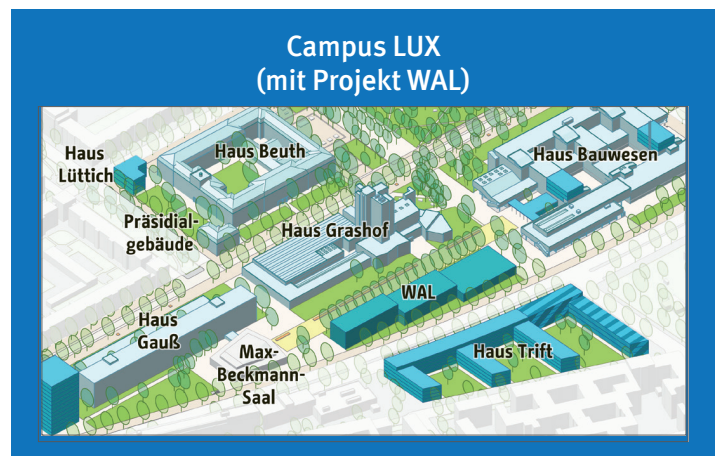 Campus LUX
(mit Projekt WAL)
Haus
Lüttich
Haus Beuth
Haus Bauwesen
Präsidial-
gebäude
Haus Grashof
WAL
Haus
Gauß
Max-
Beckmann-
Saal
Haus Trift